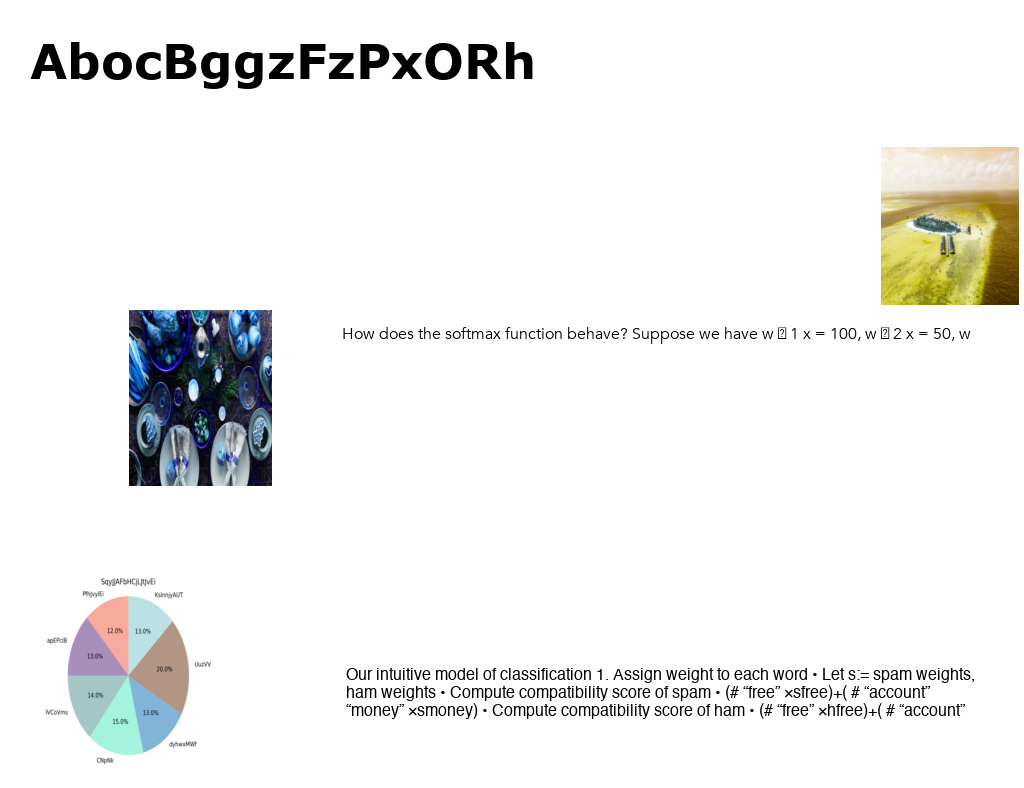 AbocBggzFzPxORh
How does the softmax function behave? Suppose we have w 1 x = 100, w 2 x = 50, w
SqyJJAFbHCjLJtJvEi
PfhJvylEi
KslnnjyAUT
apEPclB
12.0%
13.0%
UuzVV
13.0%
20.0%
14.0%
13.0%
IVCoVms
15.0%
dyhwxMWf
CNpNk
Our intuitive model of classification 1. Assign weight to each word • Let s:= spam weights,
ham weights • Compute compatibility score of spam • (# “free” ×sfree)+( # “account”
“money” ×smoney) • Compute compatibility score of ham • (# “free” ×hfree)+( # “account”